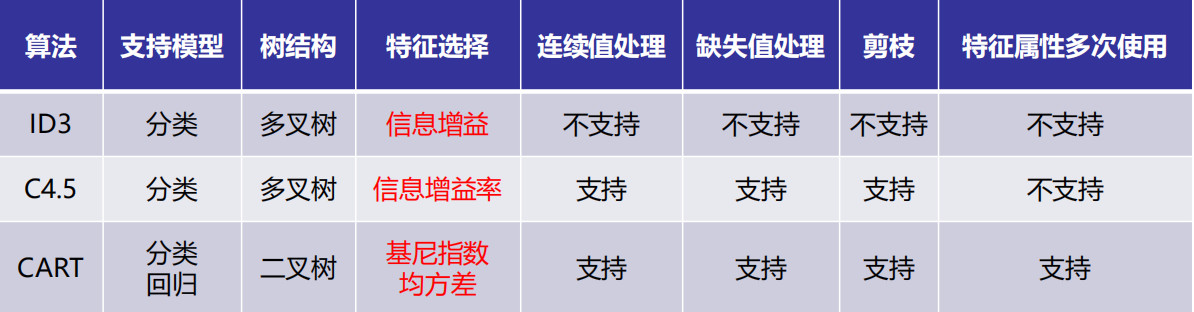 算法 支持模型 树结构 特征选择 连续值处理 缺失值处理 剪枝 特征属性多次使用
ID3 分类 多叉树 信息增益 不支持 不支持 不支持 不支持
C4.5 分类 多叉树 信息增益率 支持 支持 支持 不支持
CART 分类 回归 二叉树 基尼指数 均方差 支持 支持 支持 支持